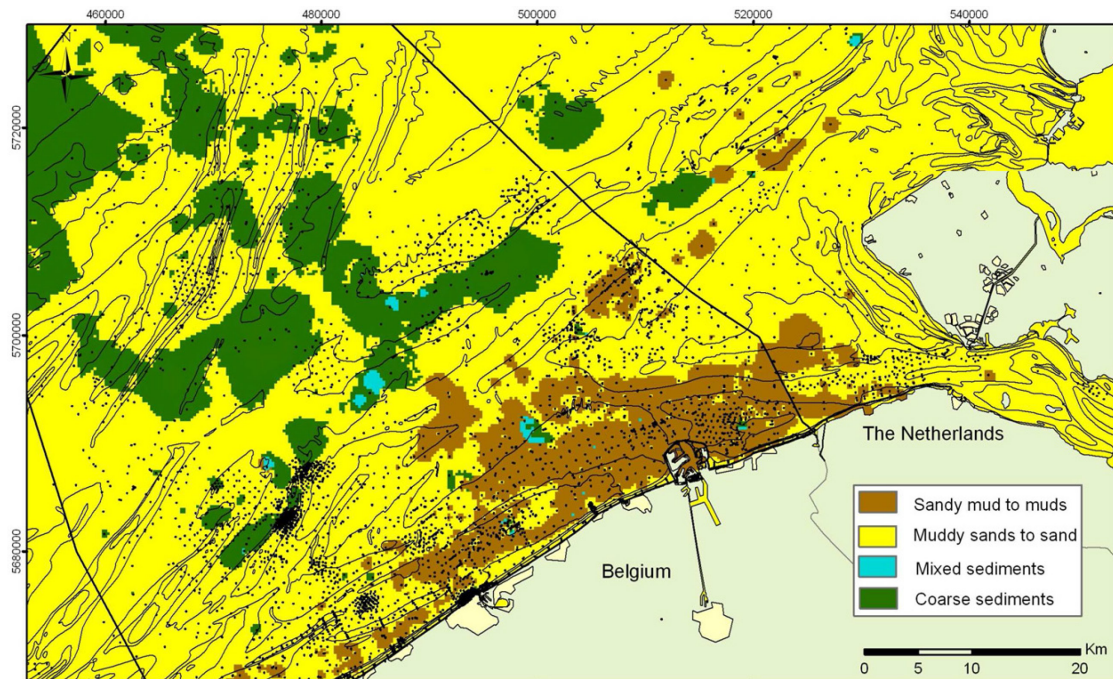 460000 480000 500000 520000 540000
5720000
5700000
5680000
The Netherlands
Belgium
Sandy mud to muds
Muddy sands to sand
Mixed sediments
Coarse sediments
Km
0 5 10 20